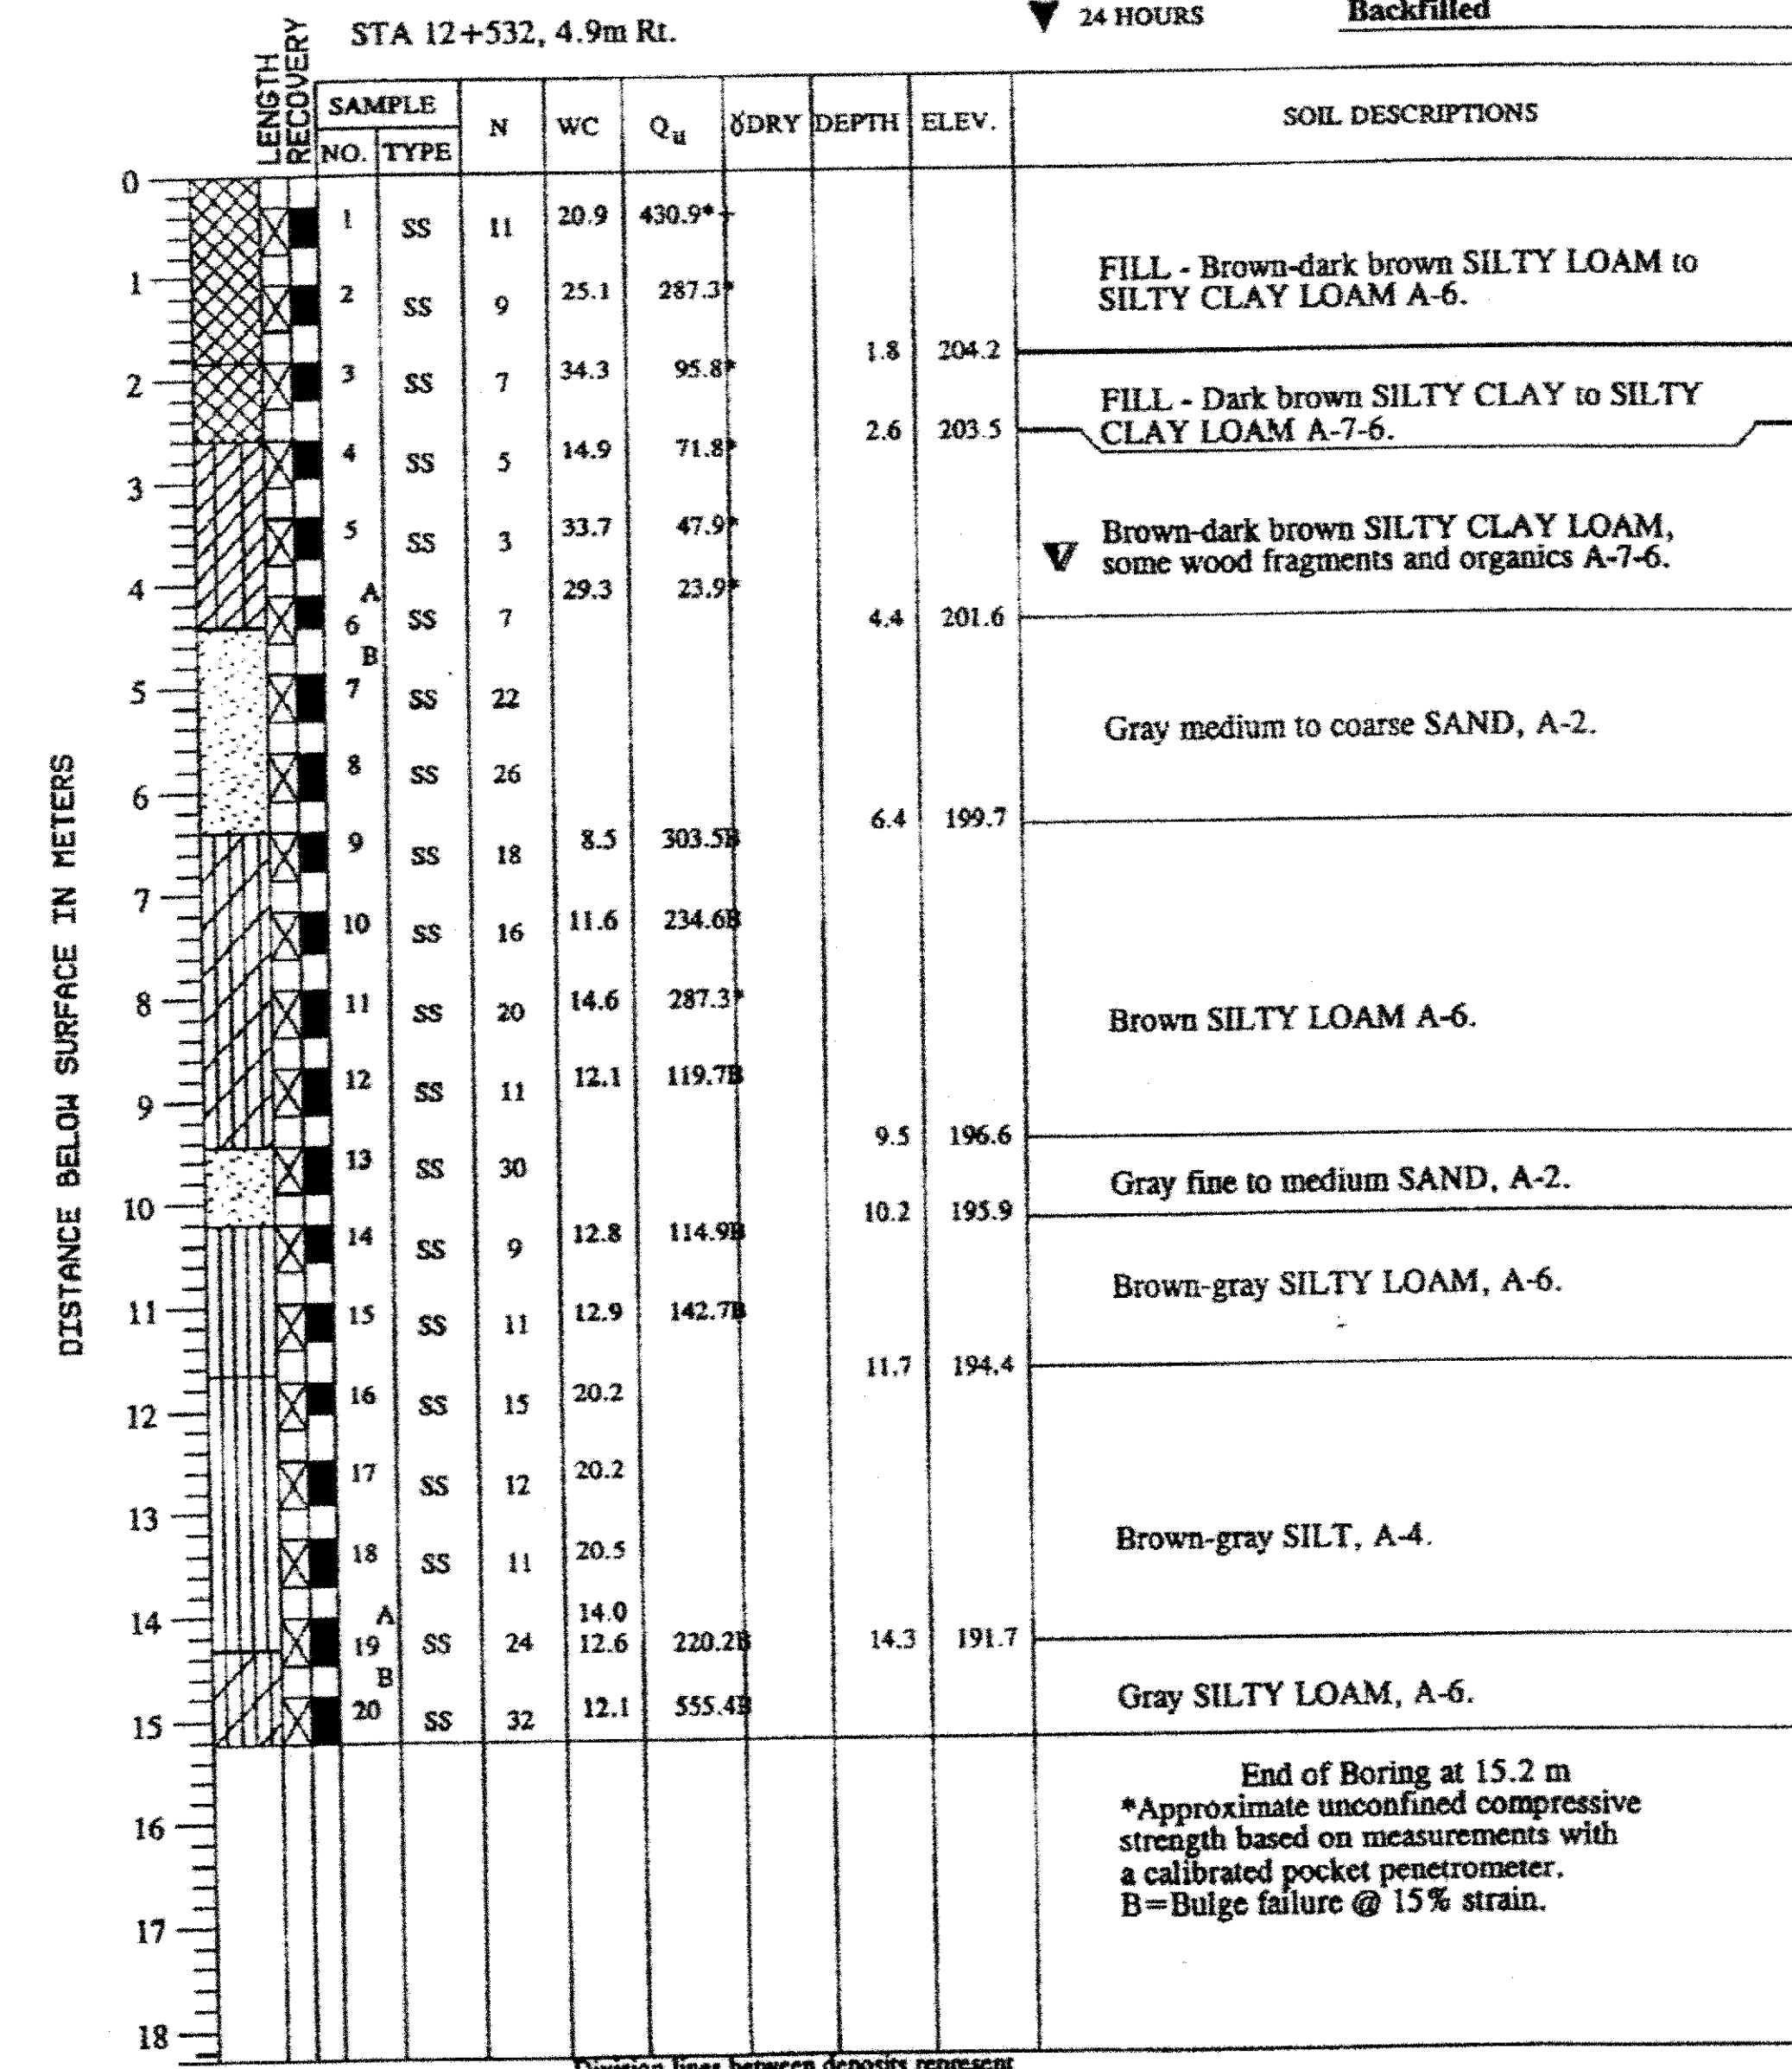 STA 12+532, 4.9m Rt.
24 HOURS Backfilled
LENGTH
RECOVERY
SAMPLE
NO. TYPE N WC Qu γDRY DEPTH ELEV. SOIL DESCRIPTIONS
DISTANCE BELOW SURFACE IN METERS
0
1 SS 11 20.9 430.9*+
FILL - Brown-dark brown SILTY LOAM to
SILTY CLAY LOAM A-6.
1
2 SS 9 25.1 287.3*
1.8 204.2
2
3 SS 7 34.3 95.8*
FILL - Dark brown SILTY CLAY to SILTY
CLAY LOAM A-7-6.
2.6 203.5
4 SS 5 14.9 71.8*
3
5 SS 3 33.7 47.9*
Brown-dark brown SILTY CLAY LOAM,
some wood fragments and organics A-7-6.
4
A
6 SS 7 29.3 23.9*
B
4.4 201.6
5
7 SS 22
Gray medium to coarse SAND, A-2.
8 SS 26
6
6.4 199.7
9 SS 18 8.5 303.5B
7
10 SS 16 11.6 234.6B
8
11 SS 20 14.6 287.3*
Brown SILTY LOAM A-6.
12 SS 11 12.1 119.7B
9
9.5 196.6
13 SS 30
Gray fine to medium SAND, A-2.
10
10.2 195.9
14 SS 9 12.8 114.9B
Brown-gray SILTY LOAM, A-6.
11
15 SS 11 12.9 142.7B
11.7 194.4
16 SS 15 20.2
12
17 SS 12 20.2
13
Brown-gray SILT, A-4.
18 SS 11 20.5
14
A 14.0
19 SS 24 12.6 220.2B 14.3 191.7
B
Gray SILTY LOAM, A-6.
20 SS 32 12.1 555.4B
15
End of Boring at 15.2 m
*Approximate unconfined compressive
strength based on measurements with
a calibrated pocket penetrometer.
B=Bulge failure @ 15% strain.
16
17
18
Division lines between deposits represent